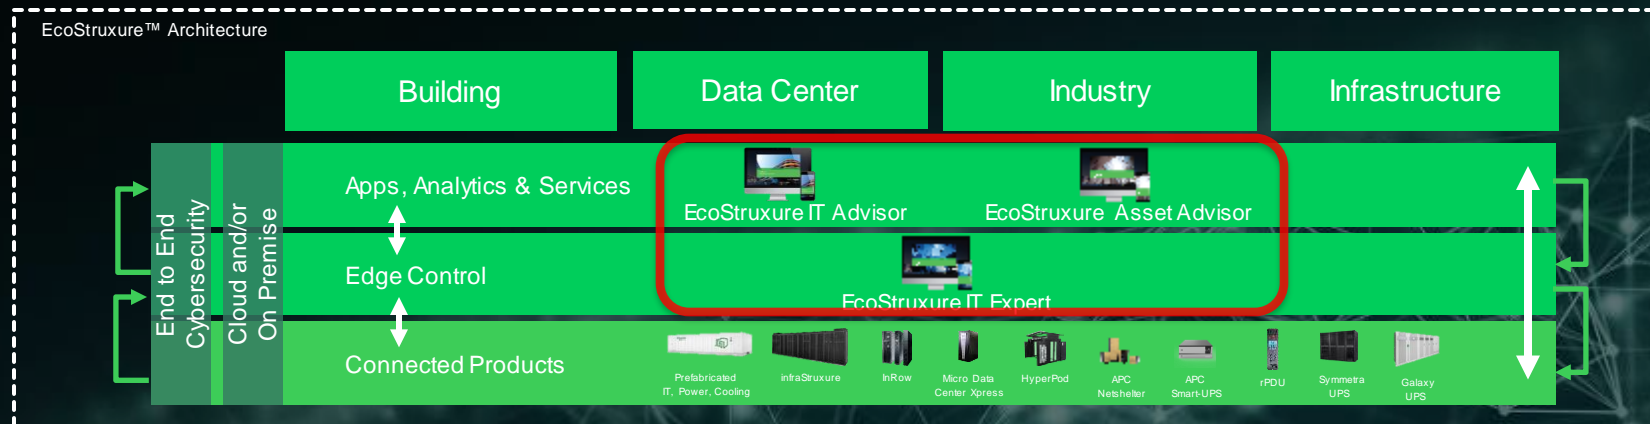 EcoStruxure™ Architecture
Building
Data Center
Industry
Infrastructure
End to End
Cybersecurity
Cloud and/or
On Premise
Apps, Analytics & Services
EcoStruxure IT Advisor
EcoStruxure Asset Advisor
Edge Control
EcoStruxure IT Expert
Connected Products
Prefabricated
IT, Power, Cooling
infraStruxure
InRow
Micro Data
Center Xpress
HyperPod
APC
Netshelter
APC
Smart-UPS
rPDU
Symmetra
UPS
Galaxy
UPS